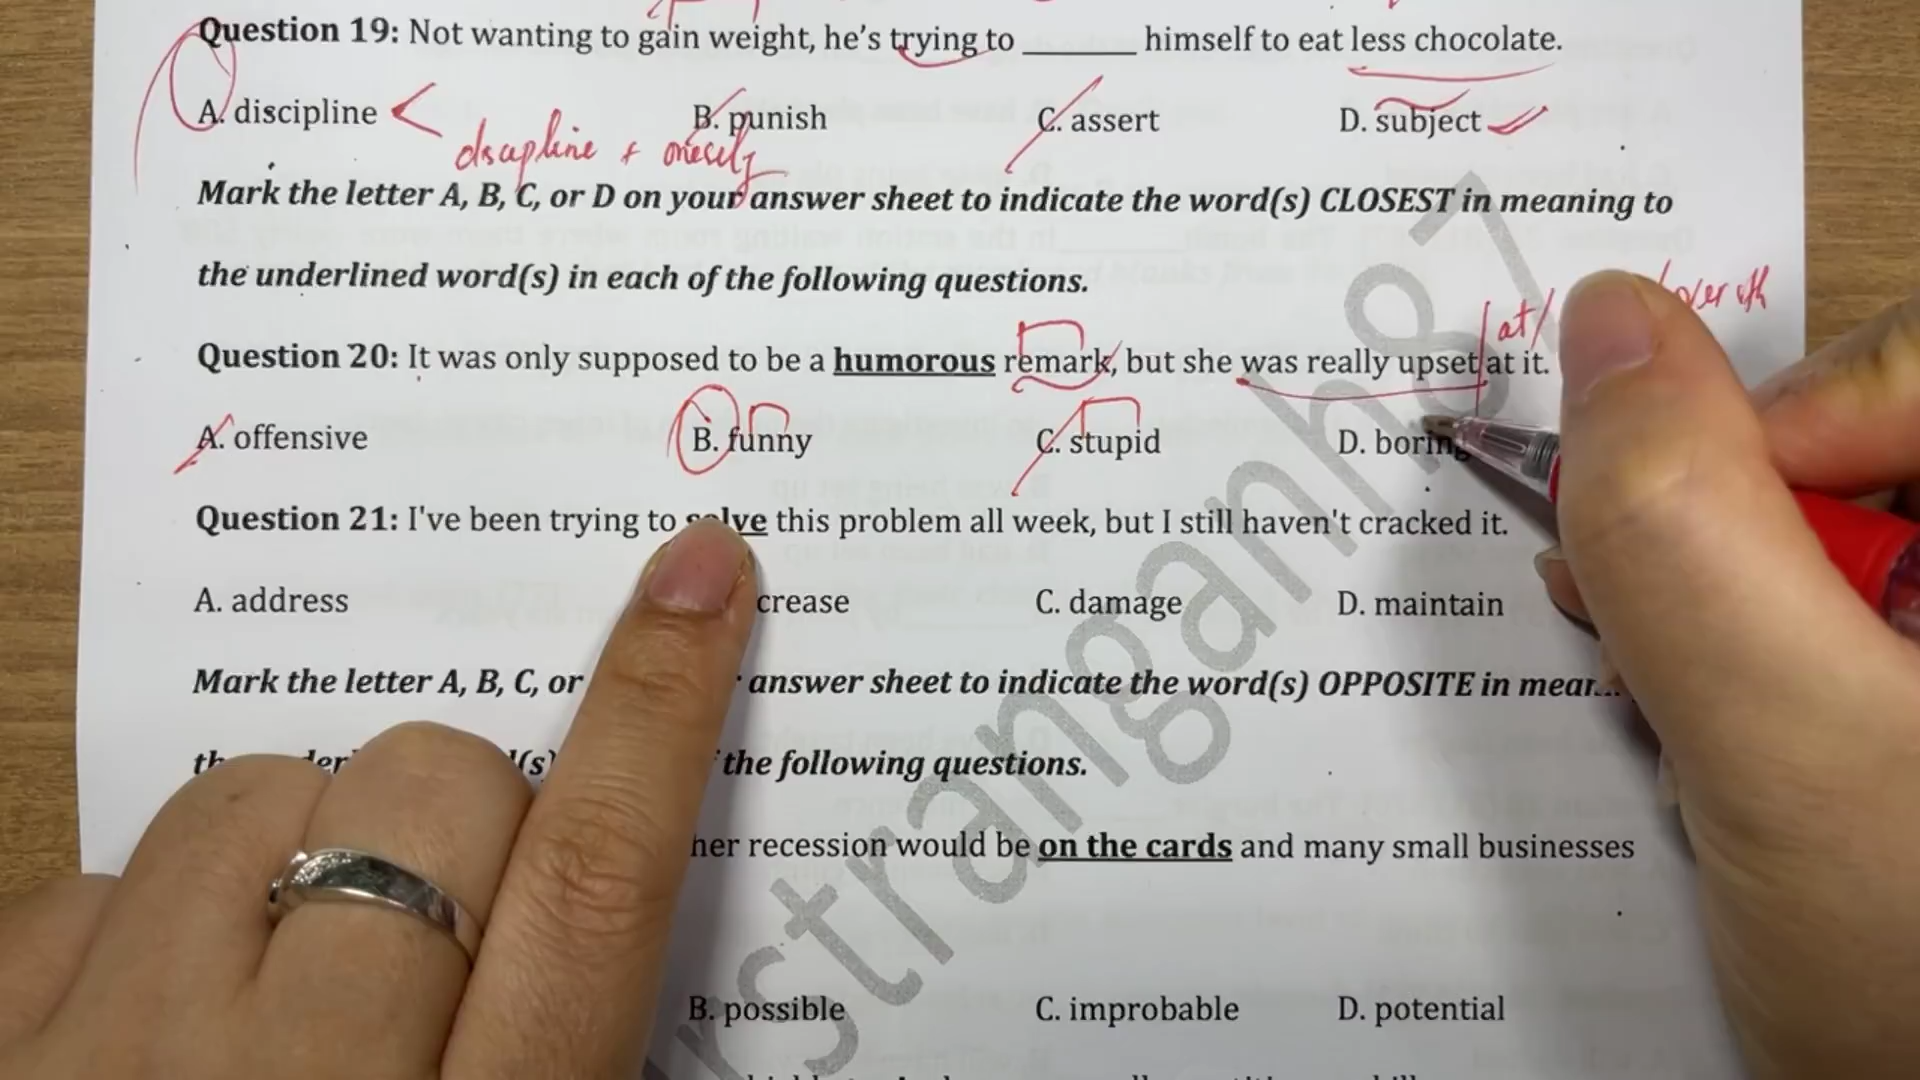 Question 19: Not wanting to gain weight, he's trying to ________ himself to eat less chocolate.
A. discipline B. punish C. assert D. subject
Mark the letter A, B, C, or D on your answer sheet to indicate the word(s) CLOSEST in meaning to
the underlined word(s) in each of the following questions.
at
Question 20: It was only supposed to be a humorous remark, but she was really upset at it.
A. offensive B. funny C. stupid D. boring
Question 21: I've been trying to solve this problem all week, but I still haven't cracked it.
A. address crease C. damage D. maintain
Mark the letter A, B, C, or answer sheet to indicate the word(s) OPPOSITE in
the following questions.
her recession would be on the cards and many small businesses
B. possible C. improbable D. potential